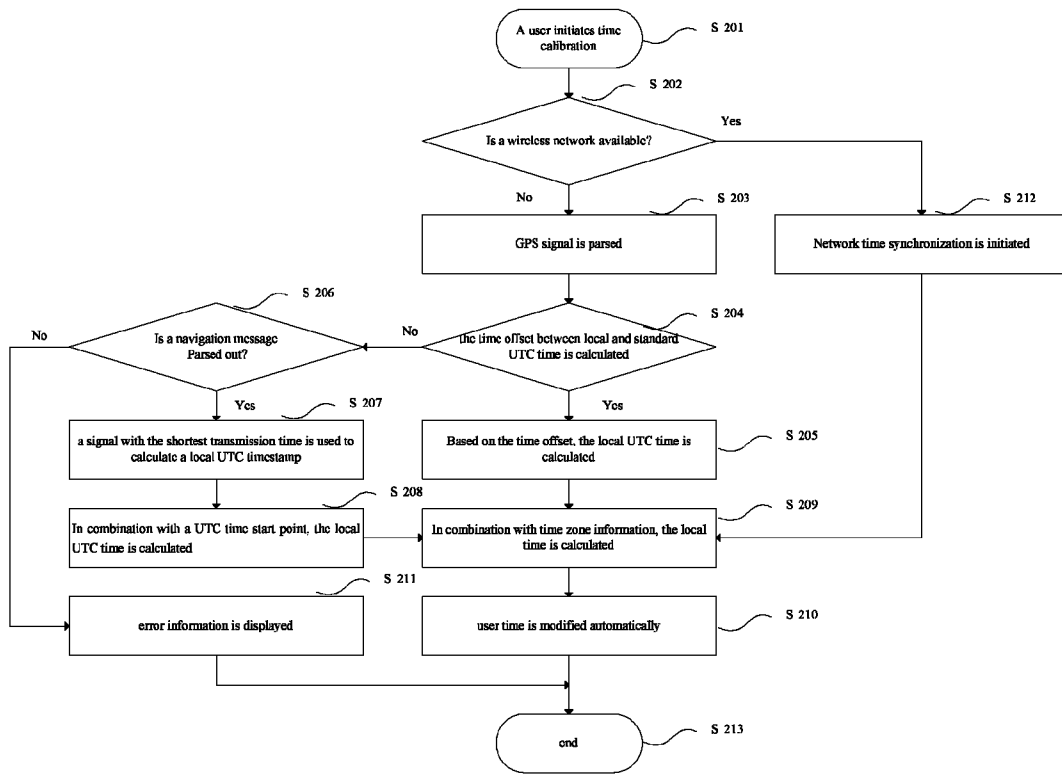 A user initiates time
calibration
S 201
S 202
Is a wireless network available?
Yes
No
S 203
S 212
GPS signal is parsed
Network time synchronization is initiated
S 206
S 204
No
Is a navigation message
Parsed out?
No
the time offset between local and standard
UTC time is calculated
Yes
S 207
Yes
a signal with the shortest transmission time is used to
calculate a local UTC timestamp
Based on the time offset, the local UTC time is
calculated
S 205
S 208
S 209
In combination with a UTC time start point, the local
UTC time is calculated
In combination with time zone information, the local
time is calculated
S 211
error information is displayed
user time is modified automatically
S 210
end
S 213